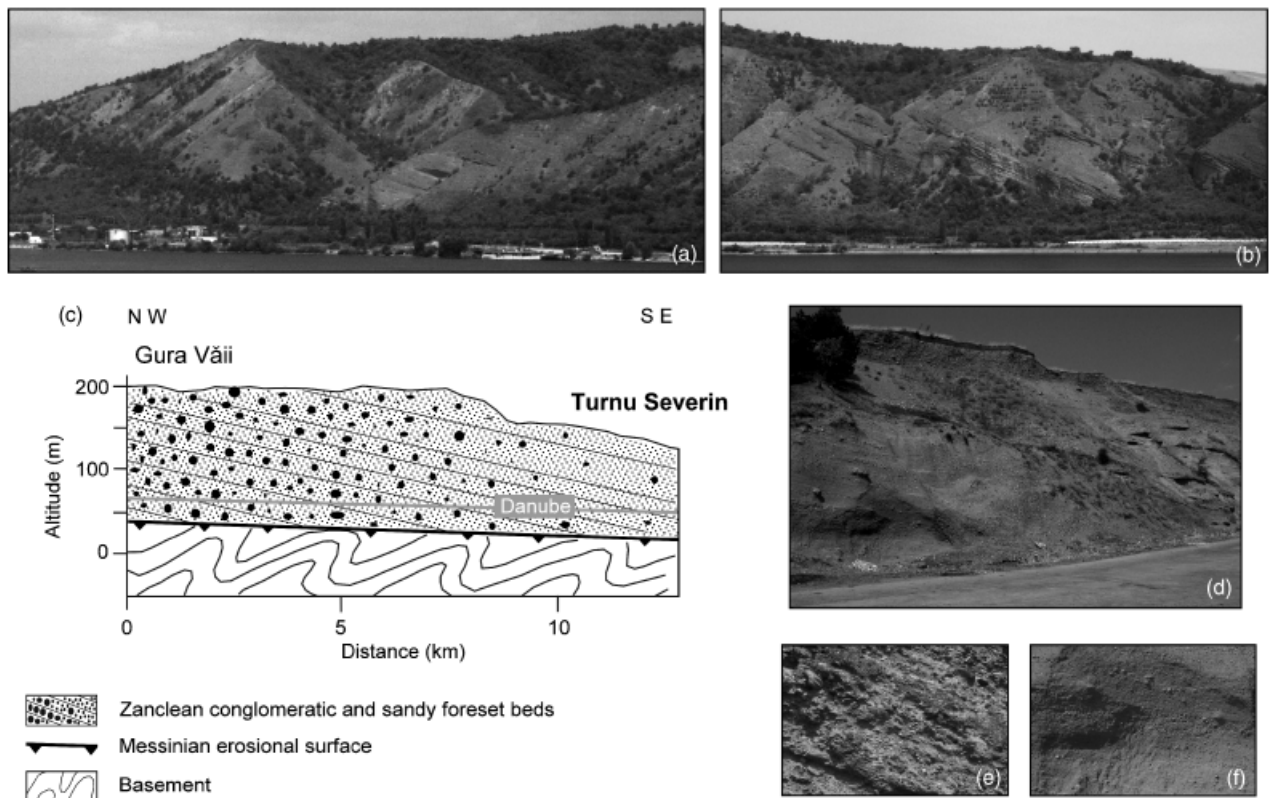 (a)
(b)
(c) N W S E
Gura Văii
Turnu Severin
200
100
0
Altitude (m)
Danube
0 5 10
Distance (km)
Zanclean conglomeratic and sandy foreset beds
Messinian erosional surface
Basement
(d)
(e)
(f)